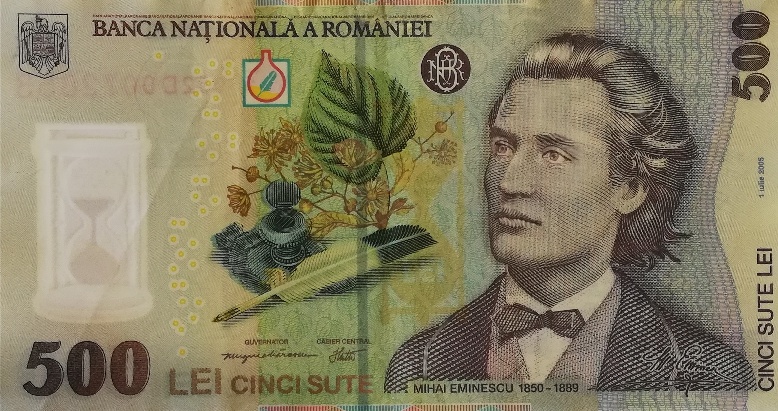 BANCA NAȚIONALĂ A ROMÂNIEI
500
1 iulie 2005
GUVERNATOR
CASIER CENTRAL
500 LEI CINCI SUTE
MIHAI EMINESCU 1850 - 1889
CINCI SUTE LEI